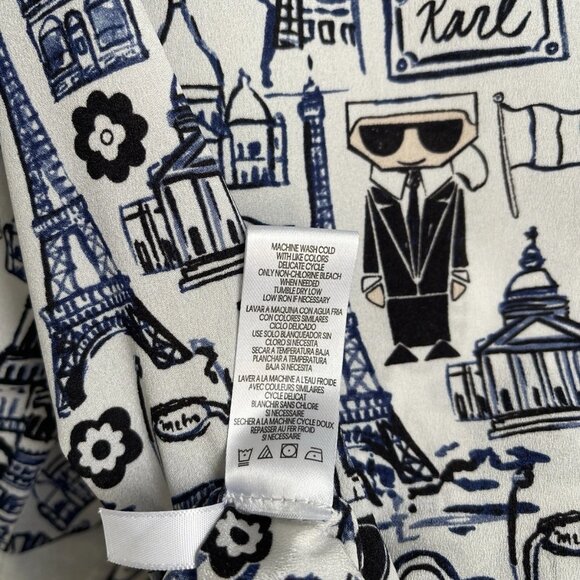 Karl
MACHINE WASH COLD
WITH LIKE COLORS
DELICATE CYCLE
ONLY NON-CHLORINE BLEACH
WHEN NEEDED
TUMBLE DRY LOW
LOW IRON IF NECESSARY
LAVAR A MAQUINA CON AGUA FRIA
CON COLORES SIMILARES
CICLO DELICADO
USE SOLO BLANQUEADOR SIN
CLORO SI NECESITA
SECAR A TEMPERATURA BAJA
PLANCHAR A TEMPERATURA
BAJA SI NECESITA
LAVER A LA MACHINE A L'EAU FROIDE
AVEC COULEURS SIMILAIRES
CYCLE DELICAT
BLANCHIR SANS CHLORE
SI NECESSAIRE
SECHER A LA MACHINE CYCLE DOUX
REPASSER AU FER FROID
SI NECESSAIRE